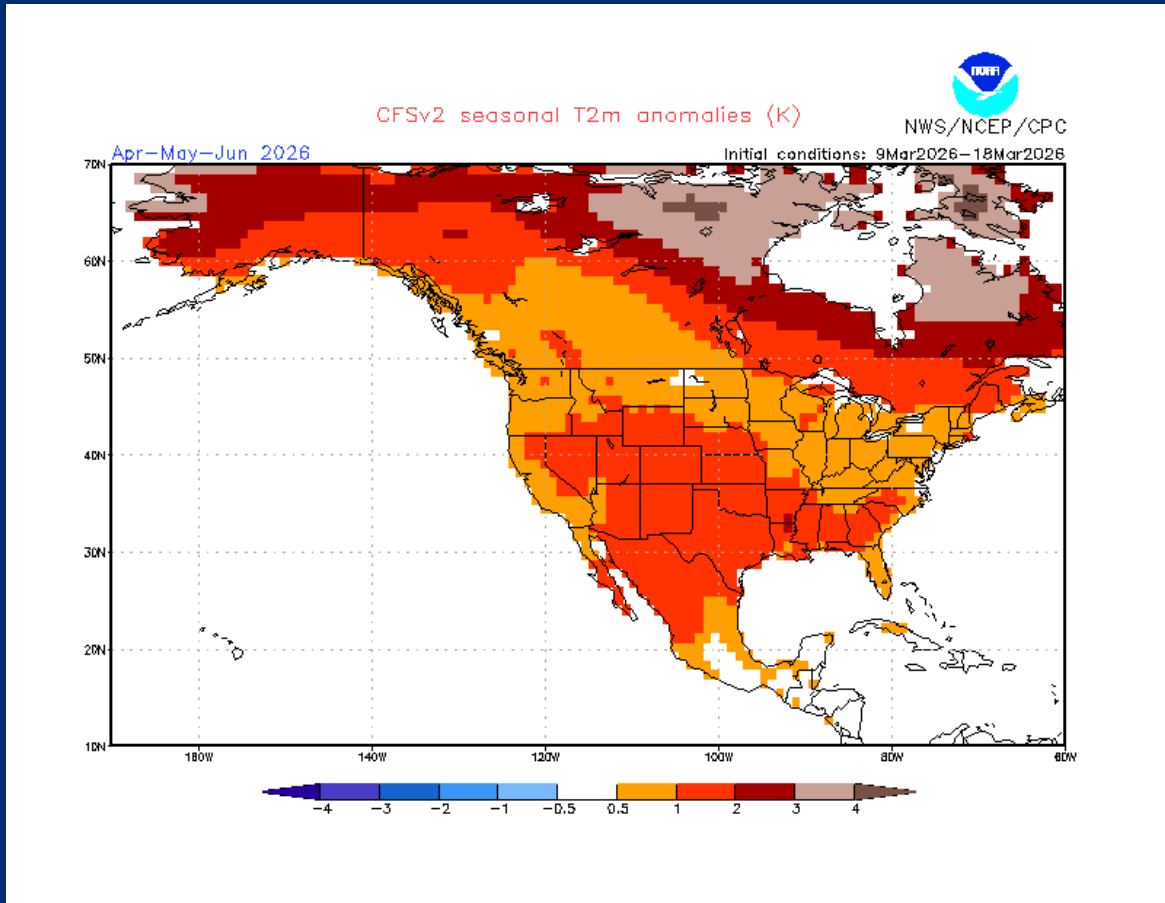 NOAA
CFSv2 seasonal T2m anomalies (K)
NWS/NCEP/CPC
Apr-May-Jun 2026
Initial conditions: 9Mar2026-18Mar2026
70N
60N
50N
40N
30N
20N
10N
160W 140W 120W 100W 80W 60W
-4 -3 -2 -1 -0.5 0.5 1 2 3 4